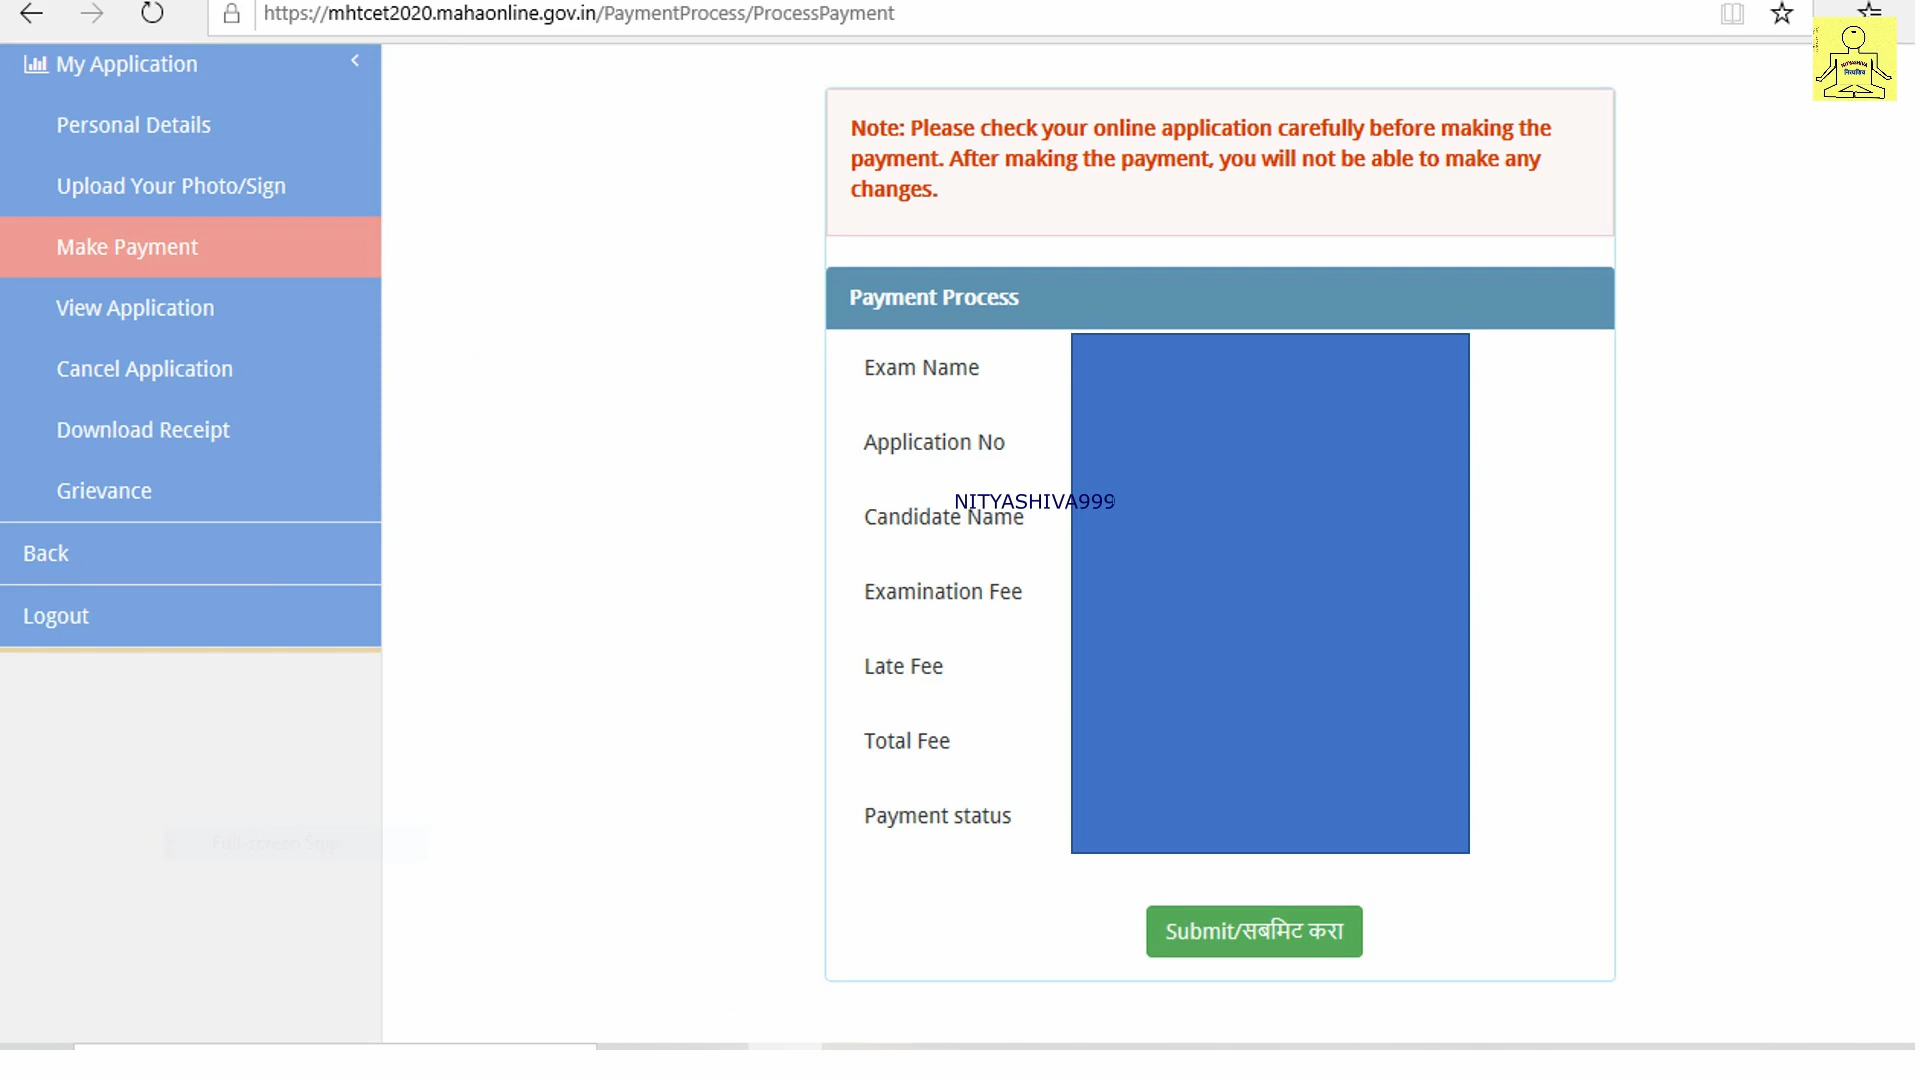 https://mhtcet2020.mahaonline.gov.in/PaymentProcess/ProcessPayment
My Application
Personal Details
Upload Your Photo/Sign
Make Payment
View Application
Cancel Application
Download Receipt
Grievance
Back
Logout
Note: Please check your online application carefully before making the
payment. After making the payment, you will not be able to make any
changes.
Payment Process
Exam Name
Application No
NITYASHIVA999
Candidate Name
Examination Fee
Late Fee
Total Fee
Payment status
Submit/सबमिट करा
NITYASHIVA
नित्यशिव